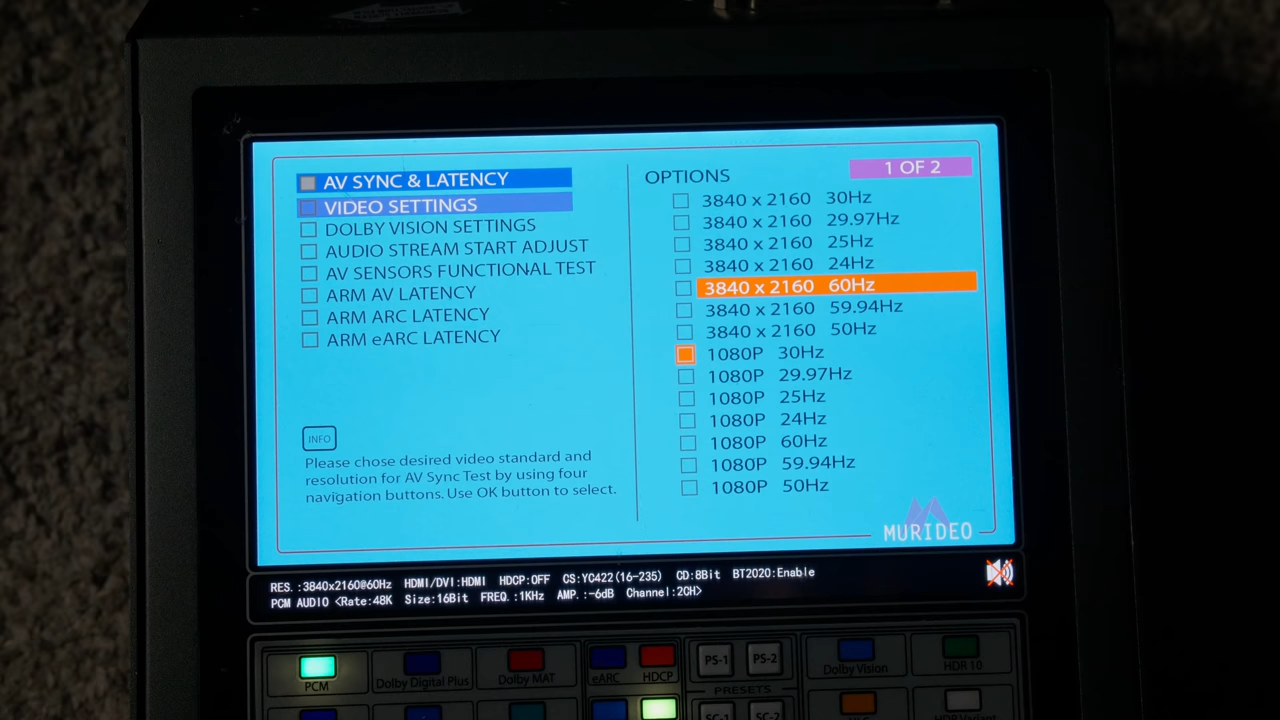 AV SYNC & LATENCY
VIDEO SETTINGS
DOLBY VISION SETTINGS
AUDIO STREAM START ADJUST
AV SENSORS FUNCTIONAL TEST
ARM AV LATENCY
ARM ARC LATENCY
ARM eARC LATENCY
INFO
Please chose desired video standard and
resolution for AV Sync Test by using four
navigation buttons. Use OK button to select.
OPTIONS
1 OF 2
3840 x 2160 30Hz
3840 x 2160 29.97Hz
3840 x 2160 25Hz
3840 x 2160 24Hz
3840 x 2160 60Hz
3840 x 2160 59.94Hz
3840 x 2160 50Hz
1080P 30Hz
1080P 29.97Hz
1080P 25Hz
1080P 24Hz
1080P 60Hz
1080P 59.94Hz
1080P 50Hz
MURIDEO
RES.:3840x2160@60Hz HDMI/DVI:HDMI HDCP:OFF CS:YC422(16-235) CD:8Bit BT2020:Enable
PCM AUDIO <Rate:48K Size:16Bit FREQ.:1KHz AMP.:-6dB Channel:2CH>
PCM
Dolby Digital Plus
Dolby MAT
eARC
HDCP
PS-1
PS-2
PRESETS
Dolby Vision
HDR 10
SC-1
SC-2
HLG
HDR Variant